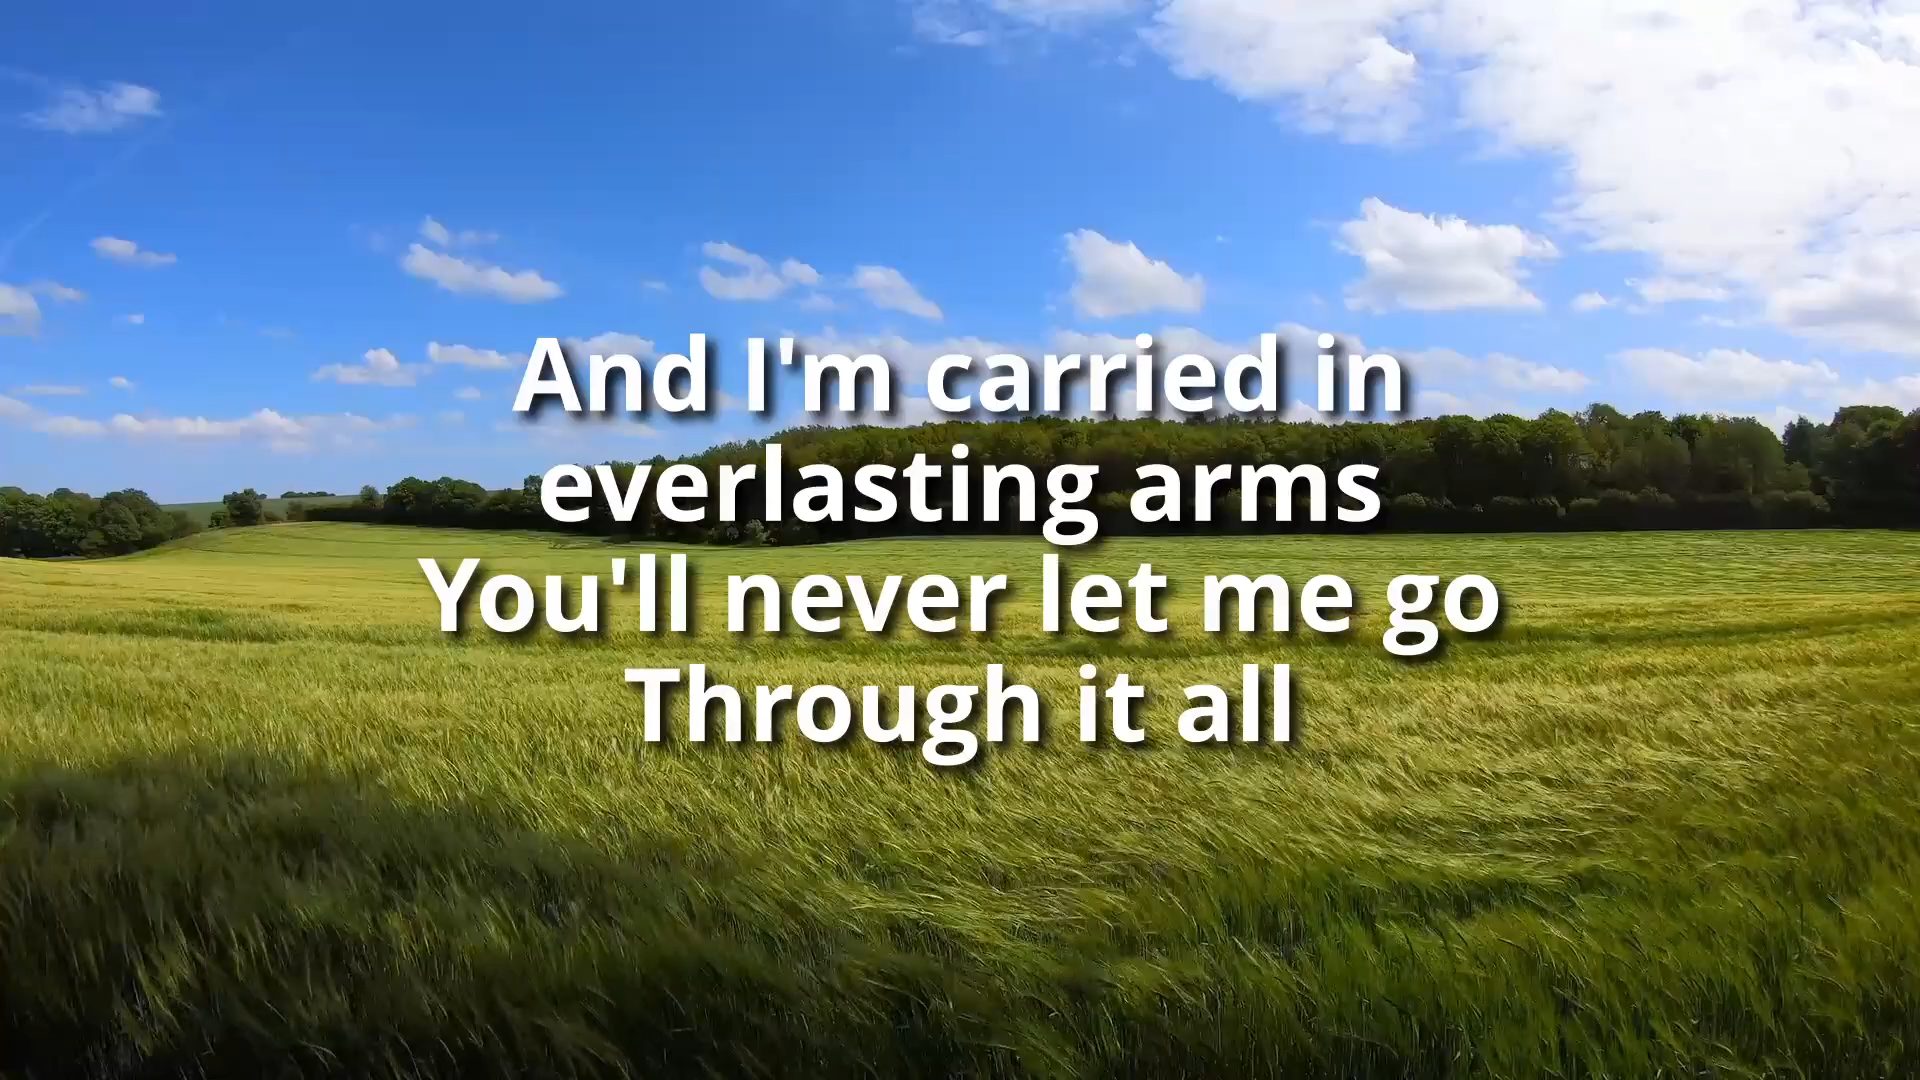 And I'm carried in
everlasting arms
You'll never let me go
Through it all